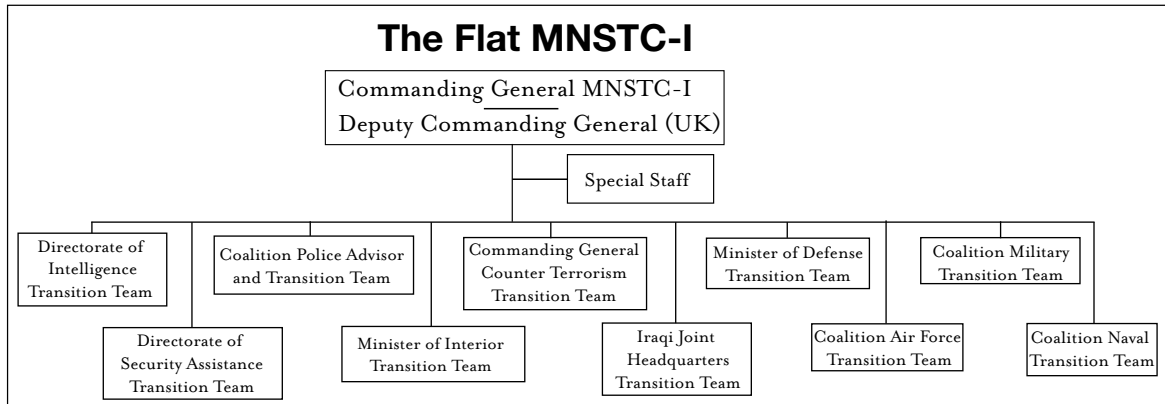 The Flat MNSTC-I
Commanding General MNSTC-I
Deputy Commanding General (UK)
Special Staff
Directorate of
Intelligence
Transition Team
Coalition Police Advisor
and Transition Team
Commanding General
Counter Terrorism
Transition Team
Minister of Defense
Transition Team
Coalition Military
Transition Team
Directorate of
Security Assistance
Transition Team
Minister of Interior
Transition Team
Iraqi Joint
Headquarters
Transition Team
Coalition Air Force
Transition Team
Coalition Naval
Transition Team